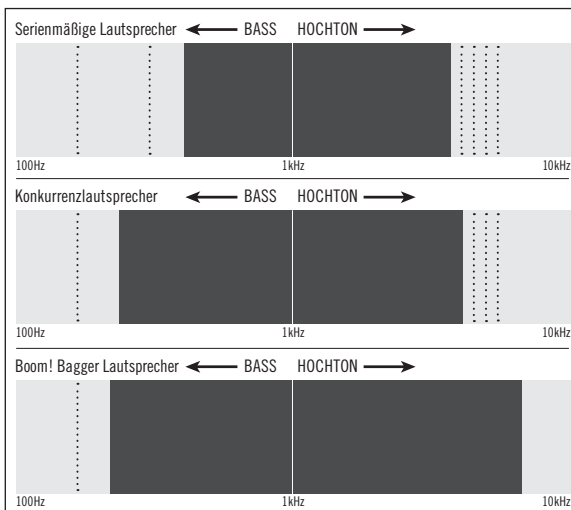 Serienmäßige Lautsprecher BASS HOCHTON
100Hz 1kHz 10kHz
Konkurrenzlautsprecher BASS HOCHTON
100Hz 1kHz 10kHz
Boom! Bagger Lautsprecher BASS HOCHTON
100Hz 1kHz 10kHz